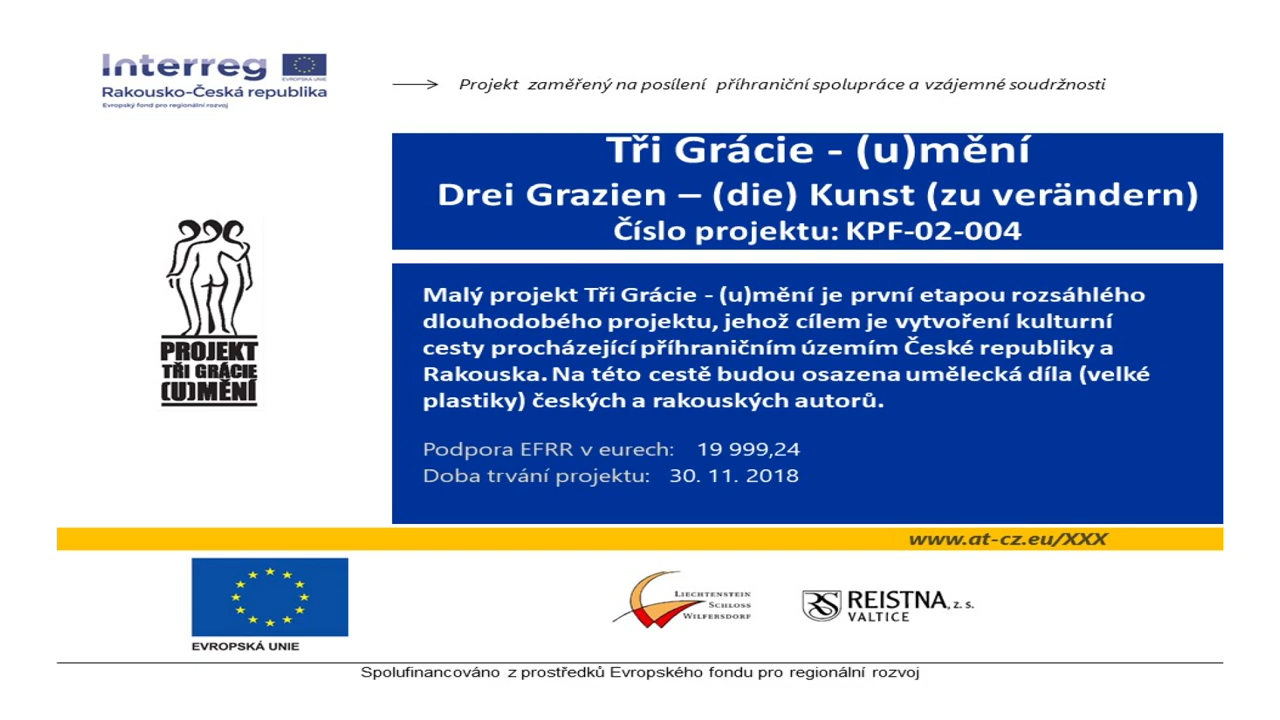 Interreg
EVROPSKÁ UNIE
Rakousko-Česká republika
Evropský fond pro regionální rozvoj
Projekt zaměřený na posílení příhraniční spolupráce a vzájemné soudržnosti
Tři Grácie - (u)mění
Drei Grazien – (die) Kunst (zu verändern)
Číslo projektu: KPF-02-004
PROJEKT
TŘI GRÁCIE
(U)MĚNÍ
Malý projekt Tři Grácie - (u)mění je první etapou rozsáhlého
dlouhodobého projektu, jehož cílem je vytvoření kulturní
cesty procházející příhraničním územím České republiky a
Rakouska. Na této cestě budou osazena umělecká díla (velké
plastiky) českých a rakouských autorů.
Podpora EFRR v eurech: 19 999,24
Doba trvání projektu: 30. 11. 2018
www.at-cz.eu/XXX
EVROPSKÁ UNIE
LIECHTENSTEIN
SCHLOSS
WILFERSDORF
REISTNA, z. s.
VALTICE
Spolufinancováno z prostředků Evropského fondu pro regionální rozvoj